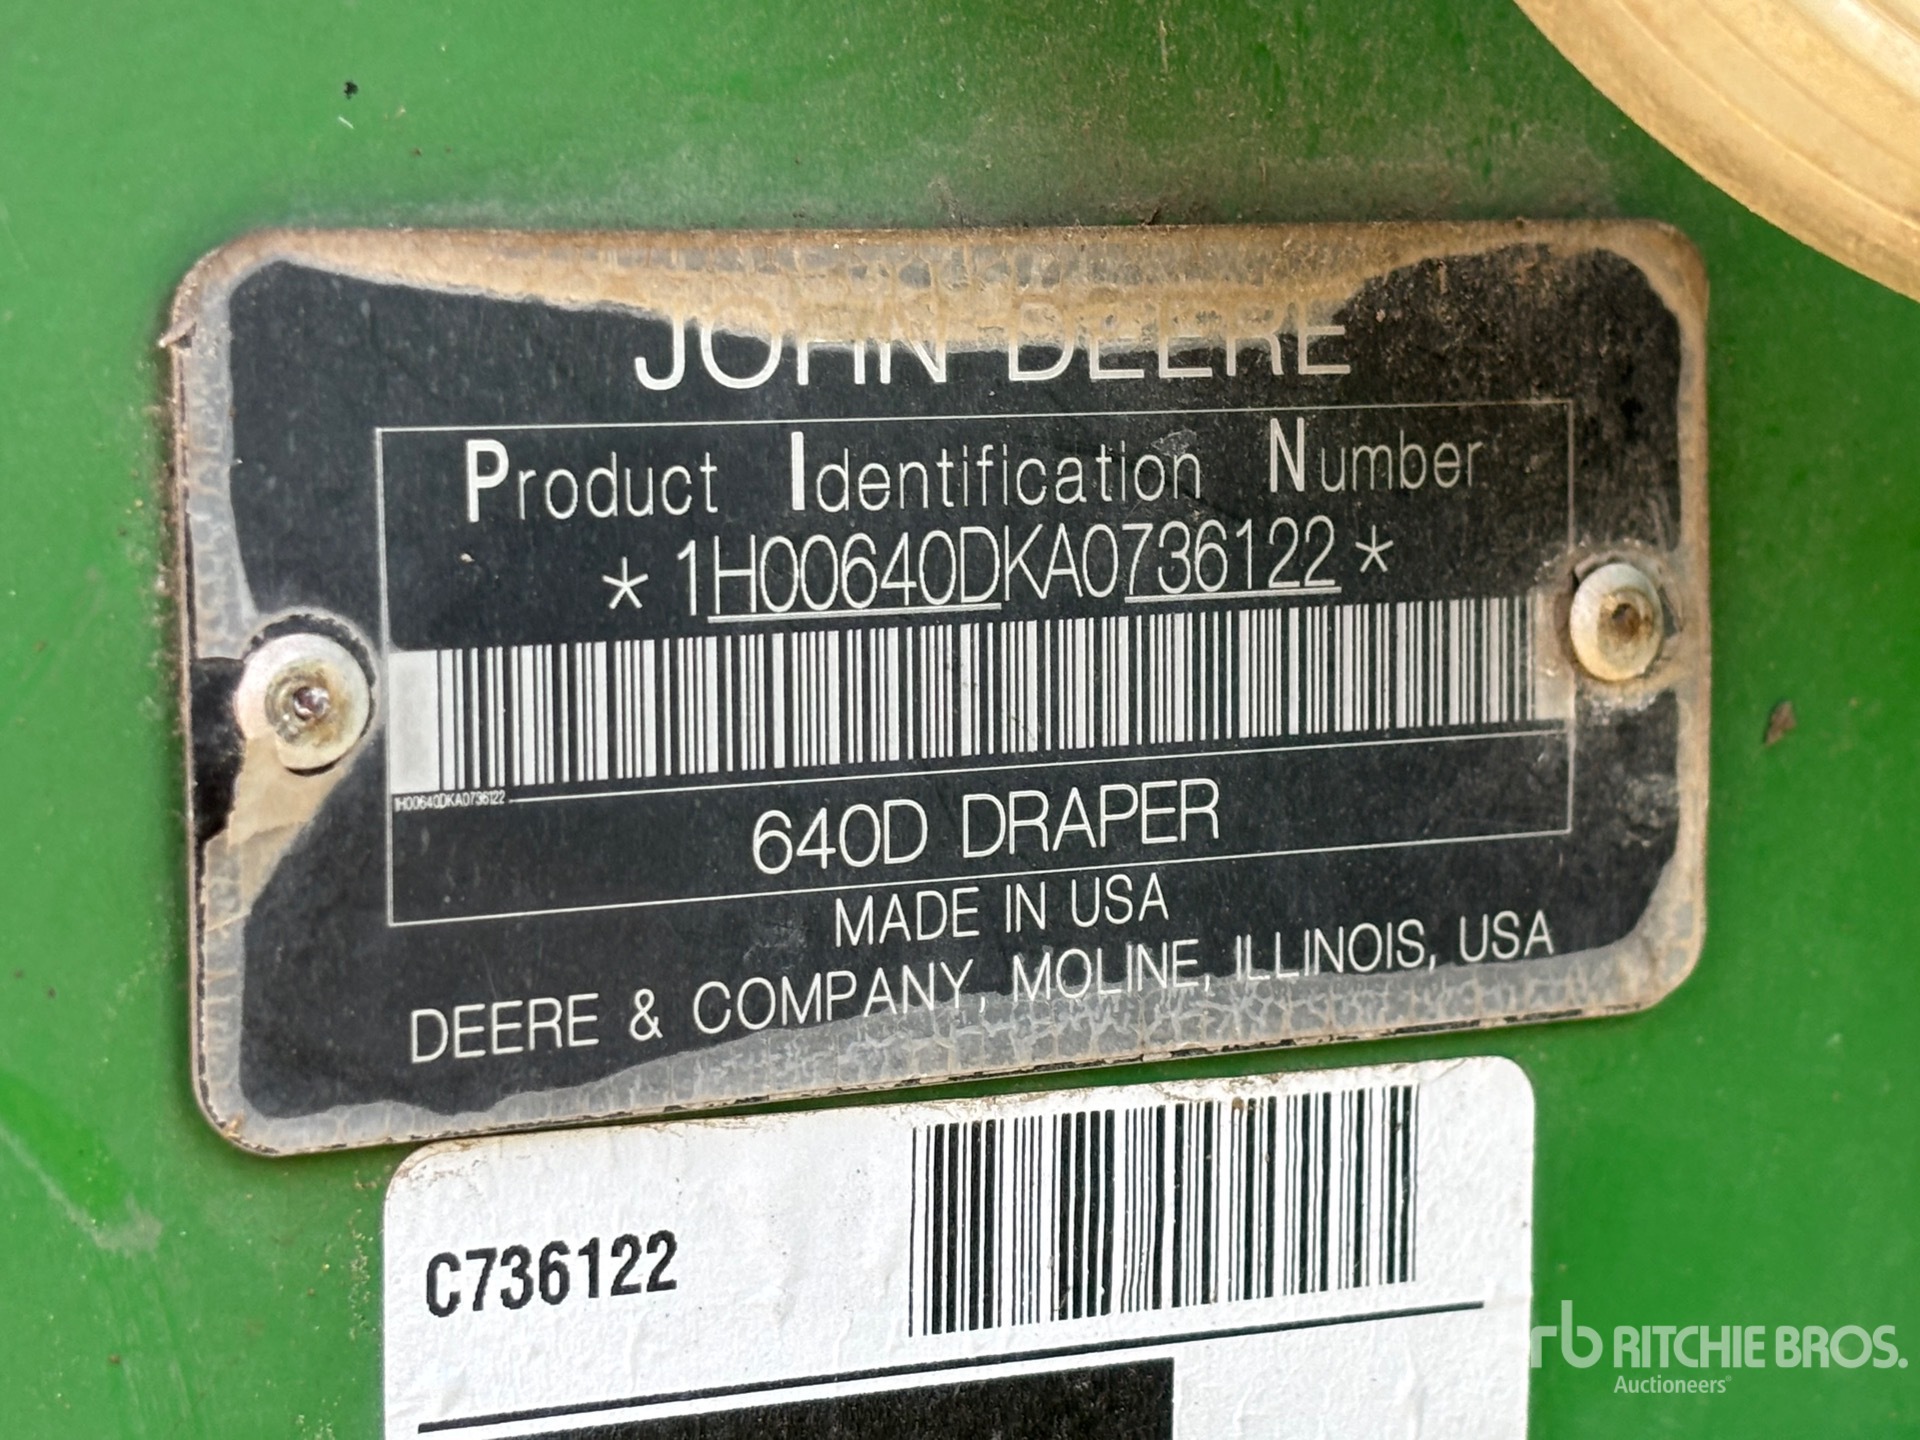 JOHN DEERE
Product Identification Number
*1H00640DKA0736122*
1H00640DKA0736122
640D DRAPER
MADE IN USA
DEERE & COMPANY, MOLINE, ILLINOIS, USA
C736122
rb RITCHIE BROS.
Auctioneers